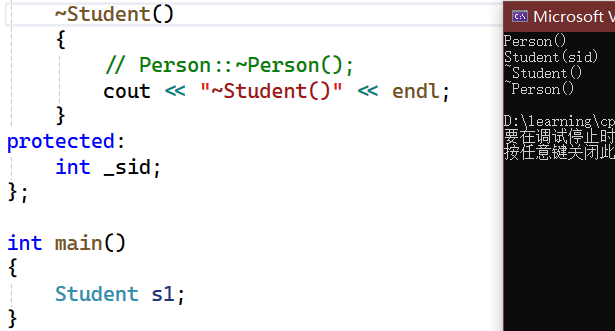 ~Student()
{
// Person::~Person();
cout << "~Student()" << endl;
}
protected:
int _sid;
};
int main()
{
Student s1;
}
Microsoft V
Person()
Student(sid)
~Student()
~Person()
D:\learning\cp
要在调试停止时
按任意键关闭此